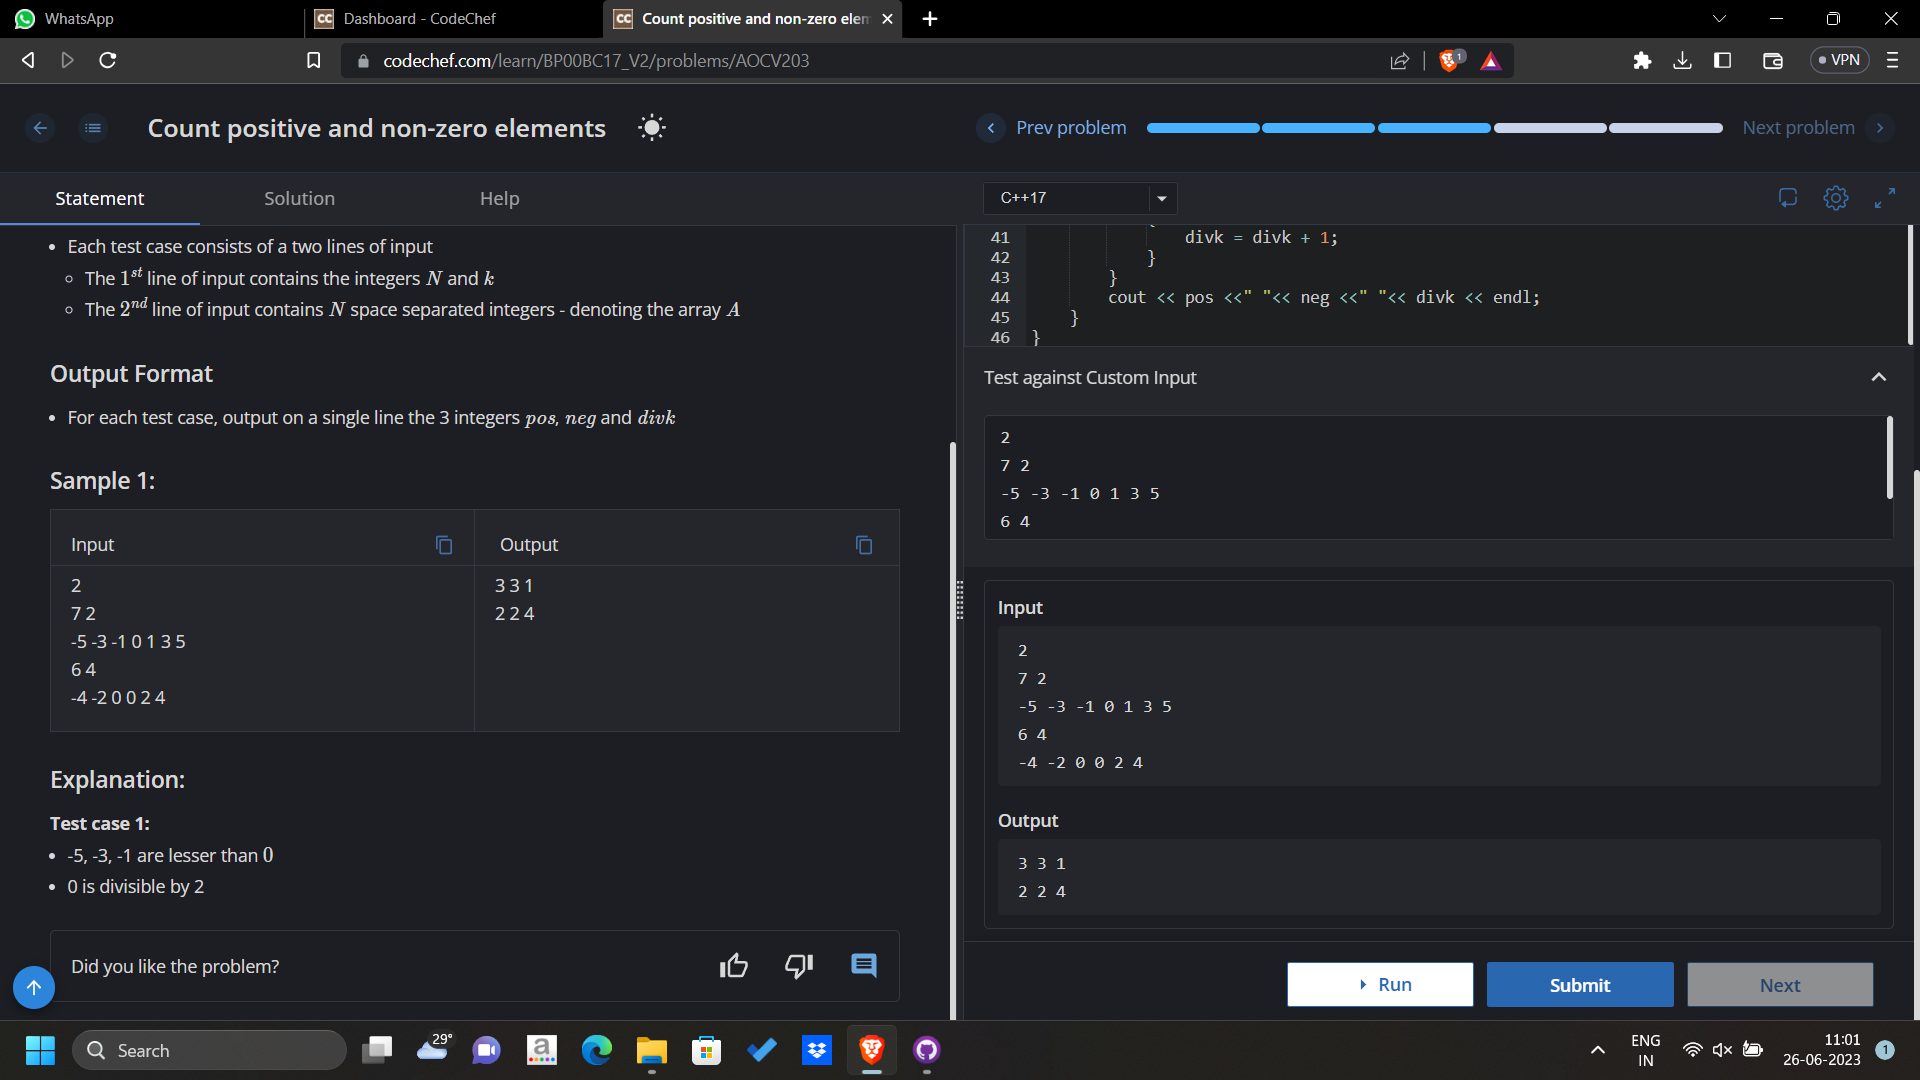 WhatsApp
CC Dashboard - CodeChef
CC Count positive and non-zero elem
codechef.com/learn/BP00BC17_V2/problems/AOCV203
1
VPN
Count positive and non-zero elements
Prev problem
Next problem
Statement
Solution
Help
C++17
• Each test case consists of a two lines of input
◦ The 1st line of input contains the integers N and k
◦ The 2nd line of input contains N space separated integers - denoting the array A
Output Format
• For each test case, output on a single line the 3 integers pos, neg and divk
Sample 1:
Input
Output
2
7 2
-5 -3 -1 0 1 3 5
6 4
-4 -2 0 0 2 4
3 3 1
2 2 4
Explanation:
Test case 1:
• -5, -3, -1 are lesser than 0
• 0 is divisible by 2
Did you like the problem?
41 divk = divk + 1;
42 }
43 }
44 cout << pos <<" "<< neg <<" "<< divk << endl;
45 }
46 }
Test against Custom Input
2
7 2
-5 -3 -1 0 1 3 5
6 4
Input
2
7 2
-5 -3 -1 0 1 3 5
6 4
-4 -2 0 0 2 4
Output
3 3 1
2 2 4
Run
Submit
Next
Search
29°
a
ENG
IN
11:01
26-06-2023
1